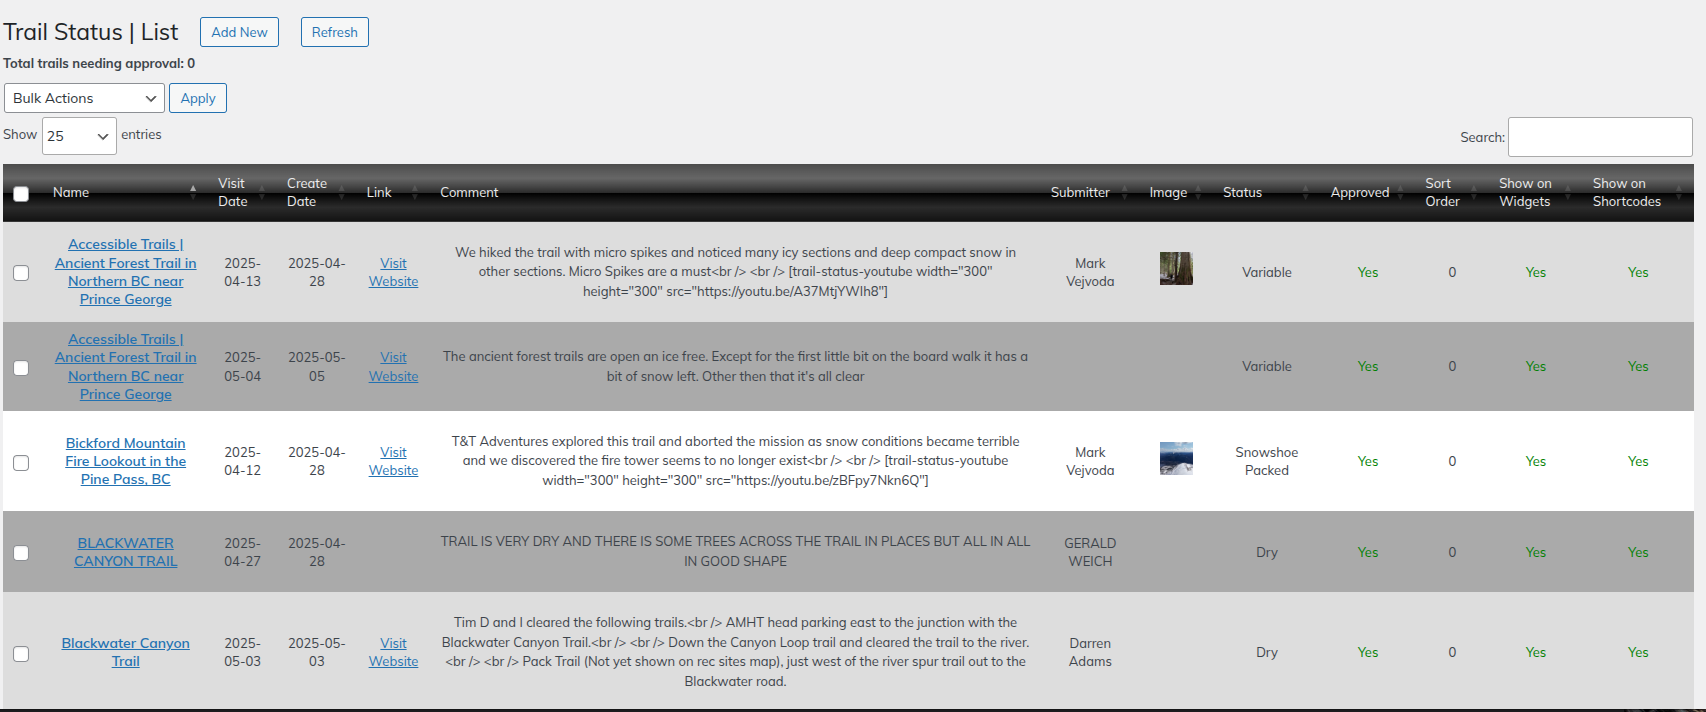 Trail Status | List
Add New
Refresh
Total trails needing approval: 0
Bulk Actions
Apply
Show 25 entries
Search:
Name
Visit Date
Create Date
Link
Comment
Submitter
Image
Status
Approved
Sort Order
Show on Widgets
Show on Shortcodes
Accessible Trails |
Ancient Forest Trail in
Northern BC near
Prince George
2025-
04-13
2025-04-
28
Visit
Website
We hiked the trail with micro spikes and noticed many icy sections and deep compact snow in
other sections. Micro Spikes are a must<br /> <br /> [trail-status-youtube width="300"
height="300" src="https://youtu.be/A37MtjYWIh8"]
Mark
Vejvoda
Variable
Yes
0
Yes
Yes
Accessible Trails |
Ancient Forest Trail in
Northern BC near
Prince George
2025-
05-04
2025-05-
05
Visit
Website
The ancient forest trails are open an ice free. Except for the first little bit on the board walk it has a
bit of snow left. Other then that it's all clear
Variable
Yes
0
Yes
Yes
Bickford Mountain
Fire Lookout in the
Pine Pass, BC
2025-
04-12
2025-04-
28
Visit
Website
T&T Adventures explored this trail and aborted the mission as snow conditions became terrible
and we discovered the fire tower seems to no longer exist<br /> <br /> [trail-status-youtube
width="300" height="300" src="https://youtu.be/zBFpy7Nkn6Q"]
Mark
Vejvoda
Snowshoe
Packed
Yes
0
Yes
Yes
BLACKWATER
CANYON TRAIL
2025-
04-27
2025-04-
28
TRAIL IS VERY DRY AND THERE IS SOME TREES ACROSS THE TRAIL IN PLACES BUT ALL IN ALL
IN GOOD SHAPE
GERALD
WEICH
Dry
Yes
0
Yes
Yes
Blackwater Canyon
Trail
2025-
05-03
2025-05-
03
Visit
Website
Tim D and I cleared the following trails.<br /> AMHT head parking east to the junction with the
Blackwater Canyon Trail.<br /> <br /> Down the Canyon Loop trail and cleared the trail to the river.
<br /> <br /> Pack Trail (Not yet shown on rec sites map), just west of the river spur trail out to the
Blackwater road.
Darren
Adams
Dry
Yes
0
Yes
Yes